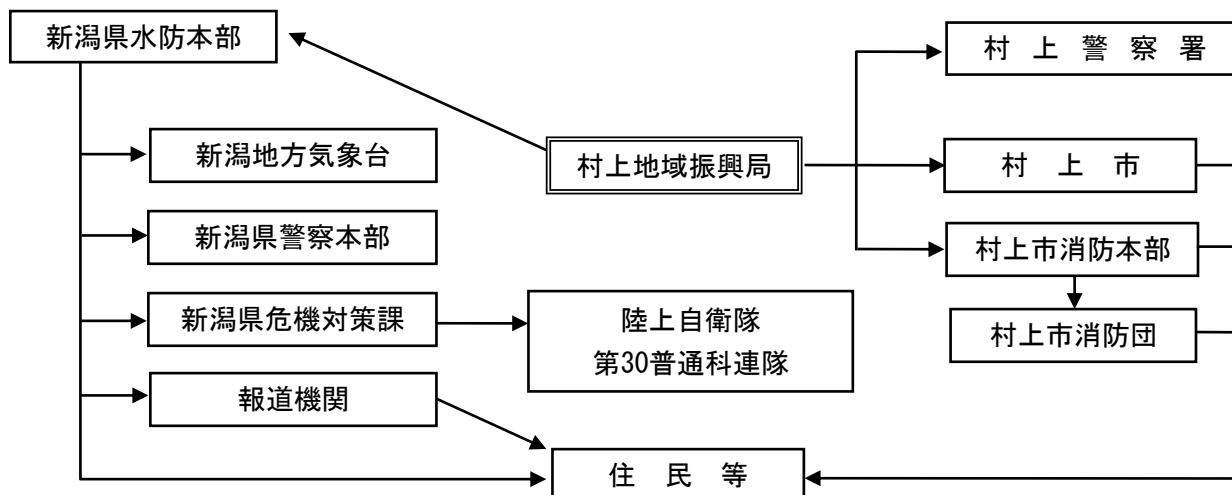 新潟県水防本部
村上警察署
新潟地方気象台
村上地域振興局
村上市
新潟県警察本部
村上市消防本部
新潟県危機対策課
陸上自衛隊
第30普通科連隊
村上市消防団
報道機関
住民等